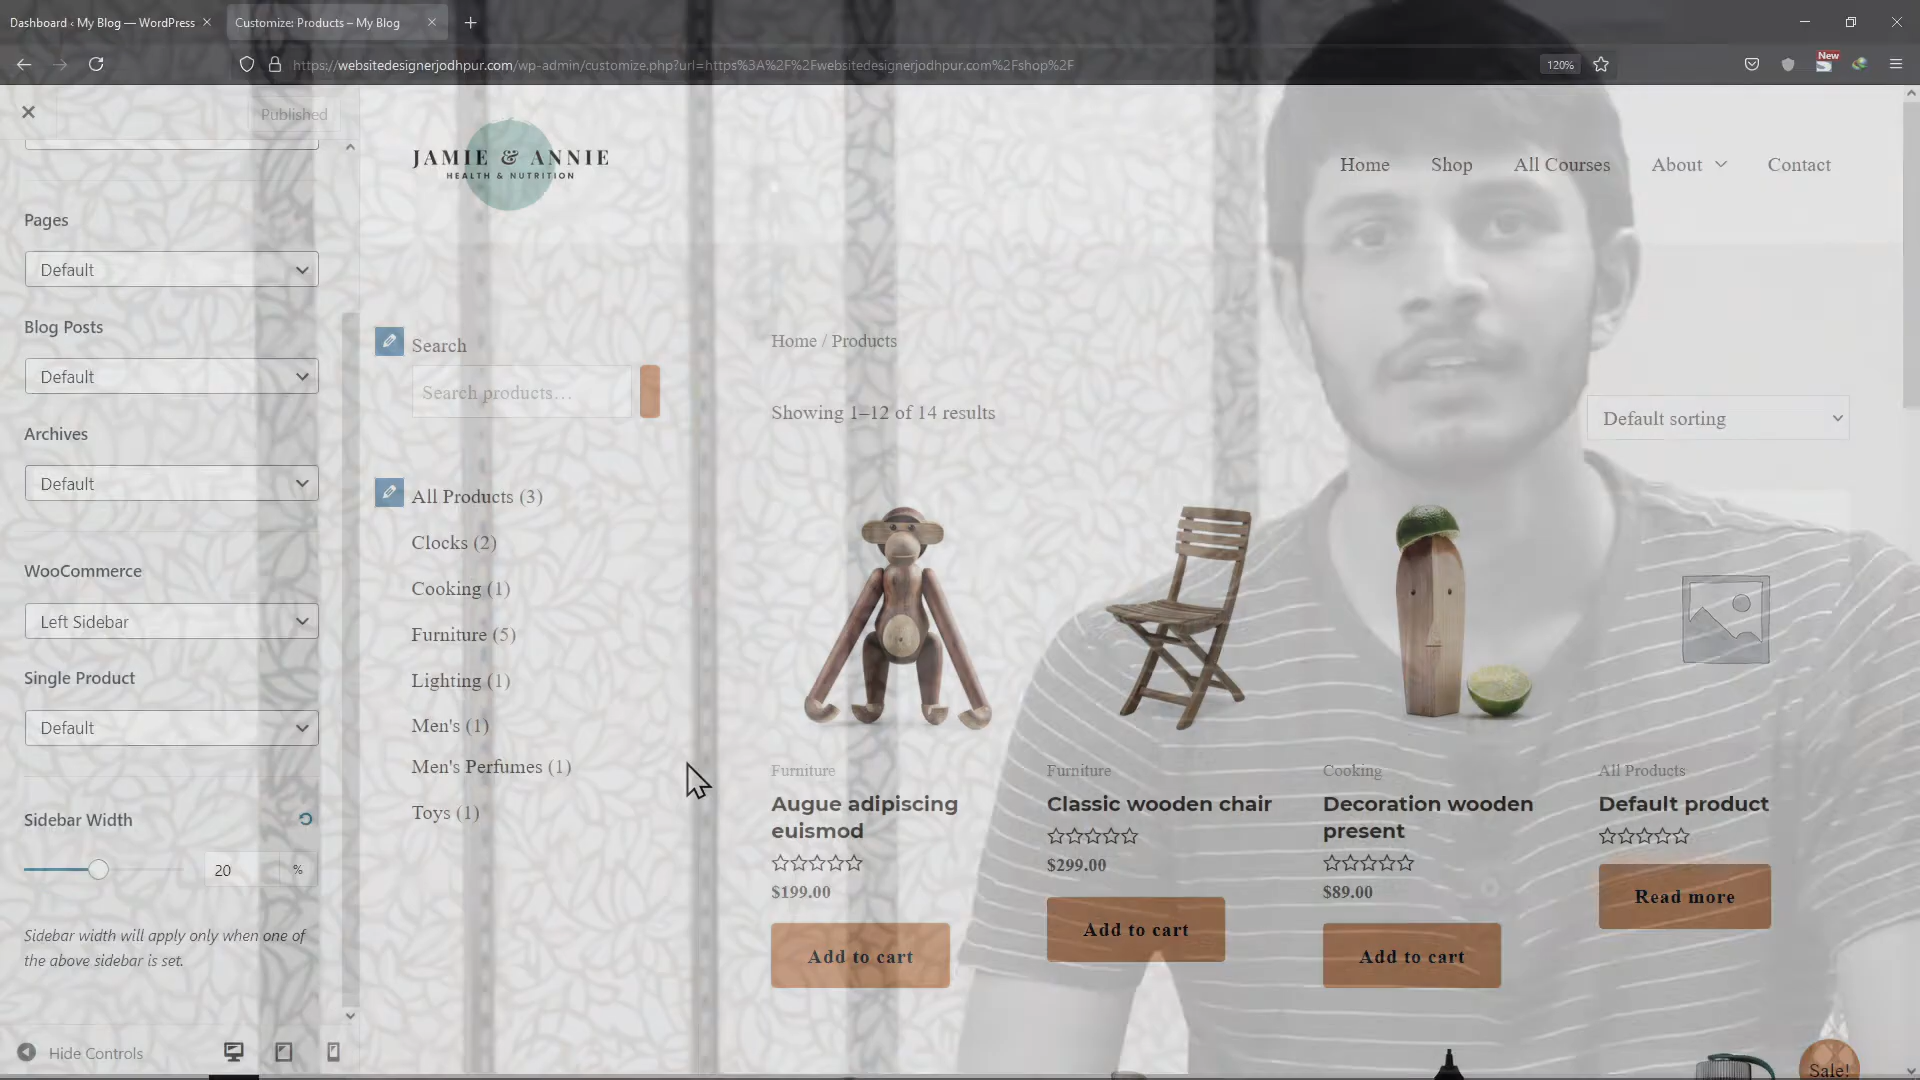 Dashboard ‹ My Blog — WordPress
Customize: Products – My Blog
https://websitedesignerjodhpur.com/wp-admin/customize.php?url=https%3A%2F%2Fwebsitedesignerjodhpur.com%2Fshop%2F
120%
New
Published
JAMIE & ANNIE
HEALTH & NUTRITION
Home
Shop
All Courses
About
Contact
Pages
Default
Blog Posts
Default
Archives
Default
WooCommerce
Left Sidebar
Single Product
Default
Sidebar Width
20
%
Sidebar width will apply only when one of
the above sidebar is set.
Hide Controls
Search
Search products…
All Products (3)
Clocks (2)
Cooking (1)
Furniture (5)
Lighting (1)
Men's (1)
Men's Perfumes (1)
Toys (1)
Home / Products
Showing 1–12 of 14 results
Default sorting
Furniture
Augue adipiscing
euismod
$199.00
Add to cart
Furniture
Classic wooden chair
$299.00
Add to cart
Cooking
Decoration wooden
present
$89.00
Add to cart
All Products
Default product
Read more
Sale!